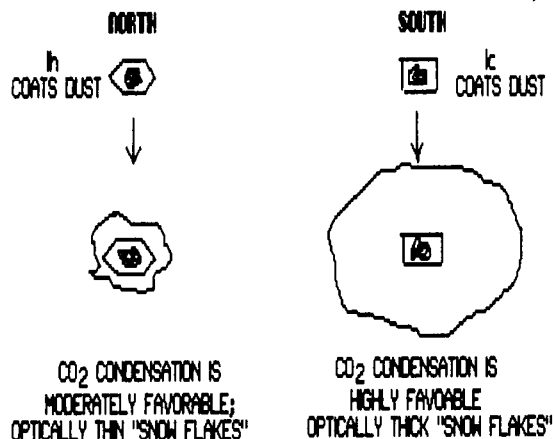 NORTH
Ih
COATS DUST
CO2 CONDENSATION IS
MODERATELY FAVORABLE;
OPTICALLY THIN "SNOW FLAKES"
SOUTH
Ic
COATS DUST
CO2 CONDENSATION IS
HIGHLY FAVOABLE
OPTICALLY THICK "SNOW FLAKES"